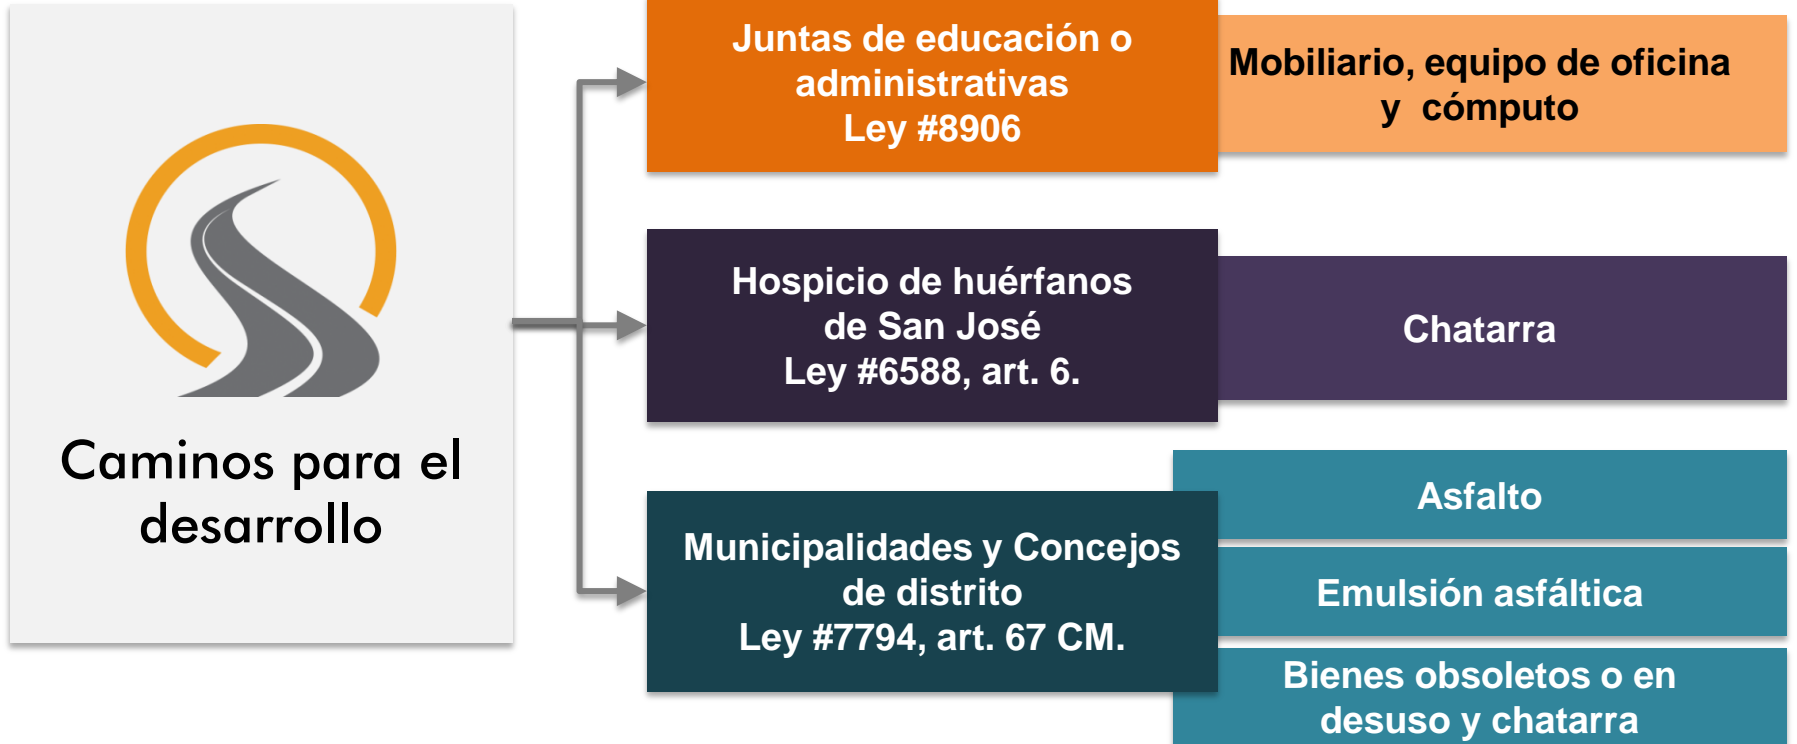 Caminos para el
desarrollo
Juntas de educación o
administrativas
Ley #8906
Mobiliario, equipo de oficina
y cómputo
Hospicio de huérfanos
de San José
Ley #6588, art. 6.
Chatarra
Municipalidades y Concejos
de distrito
Ley #7794, art. 67 CM.
Asfalto
Emulsión asfáltica
Bienes obsoletos o en
desuso y chatarra